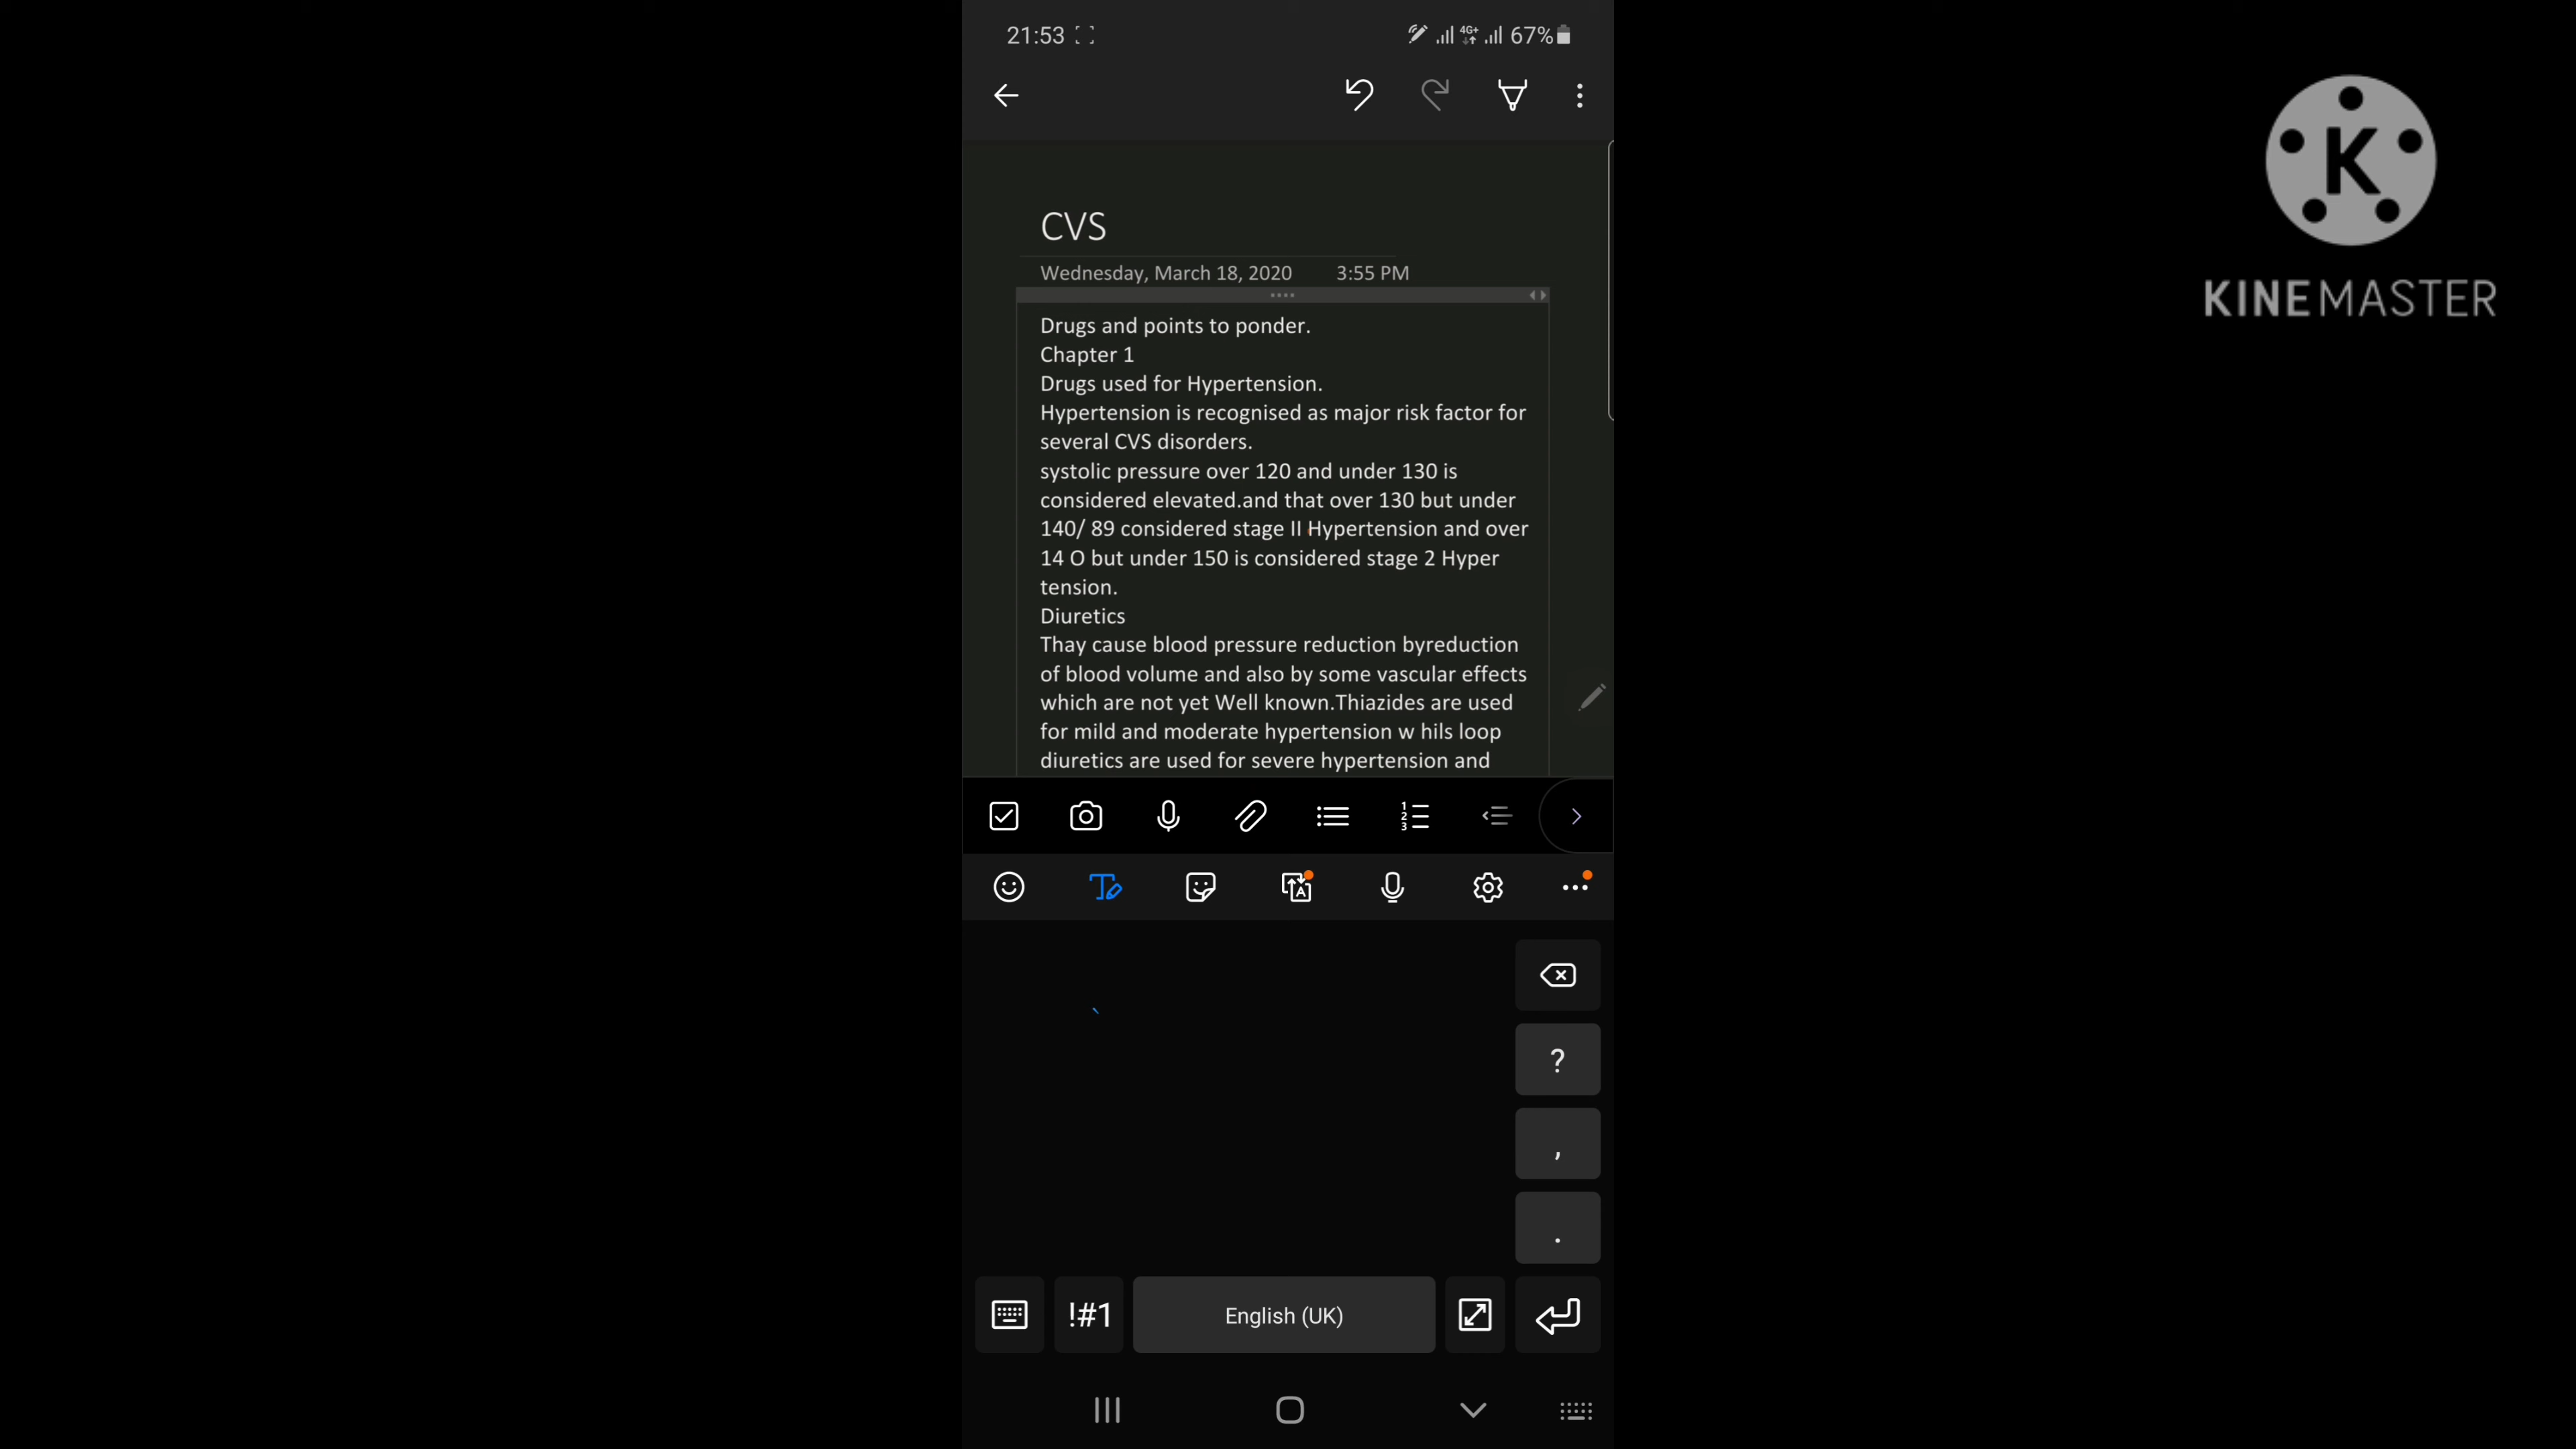 21:53 4G+ 67%
KINEMASTER
CVS
Wednesday, March 18, 2020 3:55 PM
Drugs and points to ponder.
Chapter 1
Drugs used for Hypertension.
Hypertension is recognised as major risk factor for
several CVS disorders.
systolic pressure over 120 and under 130 is
considered elevated.and that over 130 but under
140/ 89 considered stage II Hypertension and over
14 O but under 150 is considered stage 2 Hyper
tension.
Diuretics
Thay cause blood pressure reduction byreduction
of blood volume and also by some vascular effects
which are not yet Well known.Thiazides are used
for mild and moderate hypertension w hils loop
diuretics are used for severe hypertension and
?
,
.
!#1 English (UK)